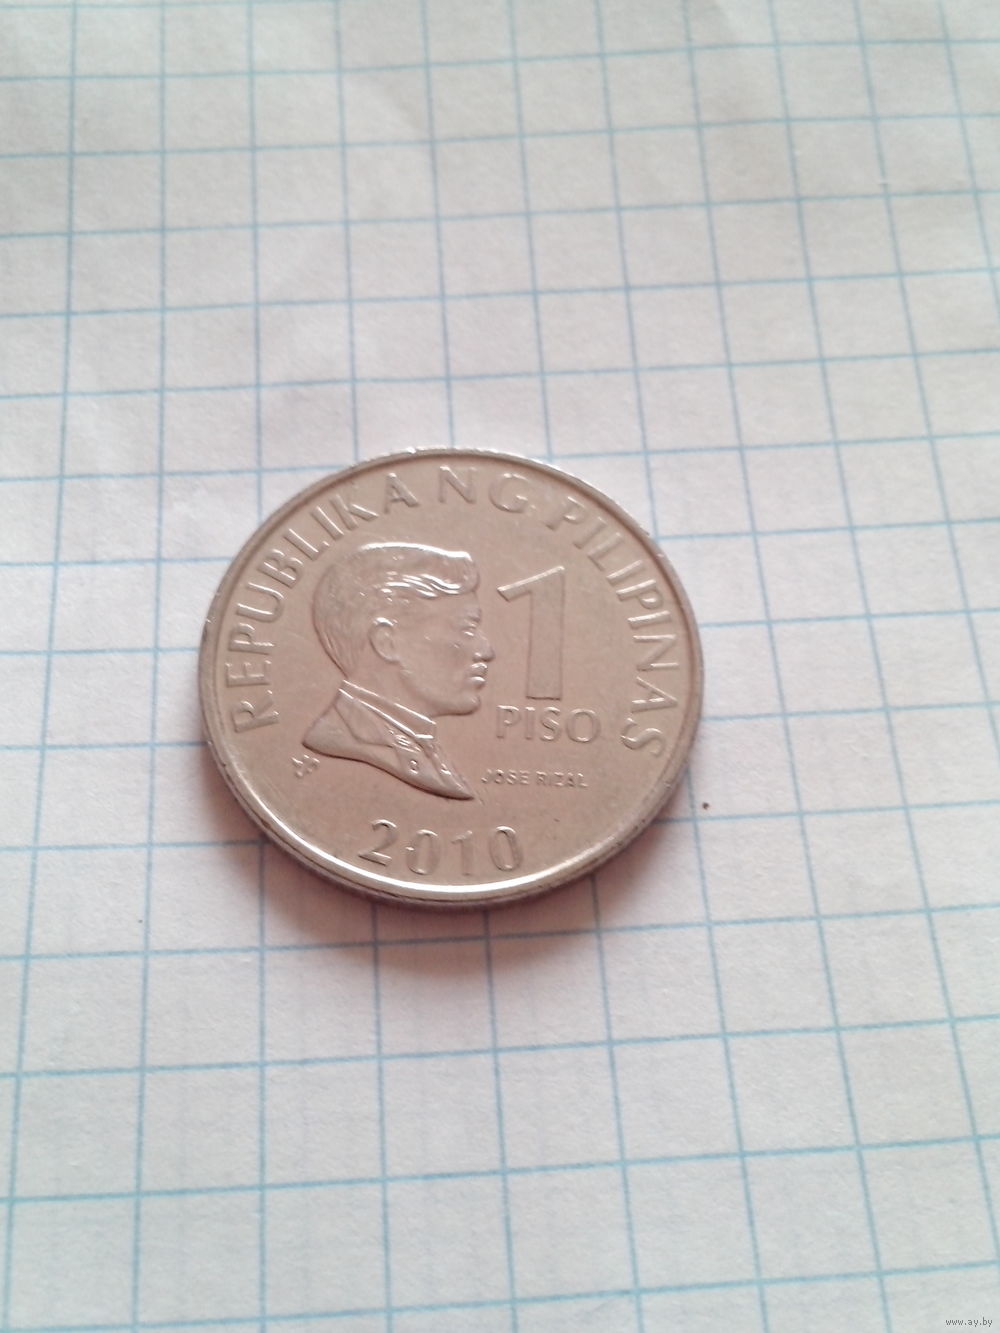 REPUBLIKA NG PILIPINAS
1
PISO
JOSE RIZAL
2010
www.ay.by